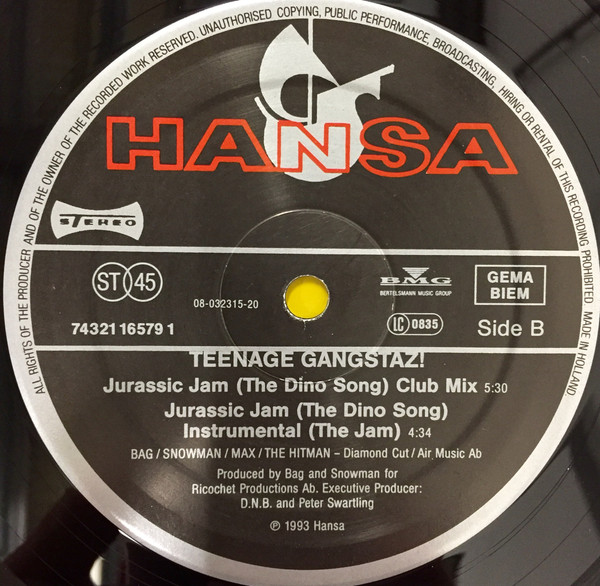 ALL RIGHTS OF THE PRODUCER AND OF THE OWNER OF THE RECORDED WORK RESERVED. UNAUTHORISED COPYING, PUBLIC PERFORMANCE, BROADCASTING, HIRING OR RENTAL OF THIS RECORDING PROHIBITED. MADE IN HOLLAND.
HANSA
STEREO
ST 45
08-032315-20
BMG
BERTELSMANN MUSIC GROUP
GEMA
BIEM
74321 16579 1
LC 0835
Side B
TEENAGE GANGSTAZ!
Jurassic Jam (The Dino Song) Club Mix 5:30
Jurassic Jam (The Dino Song)
Instrumental (The Jam) 4:34
BAG / SNOWMAN / MAX / THE HITMAN – Diamond Cut / Air Music Ab
Produced by Bag and Snowman for
Ricochet Productions Ab. Executive Producer:
D.N.B. and Peter Swartling
℗ 1993 Hansa